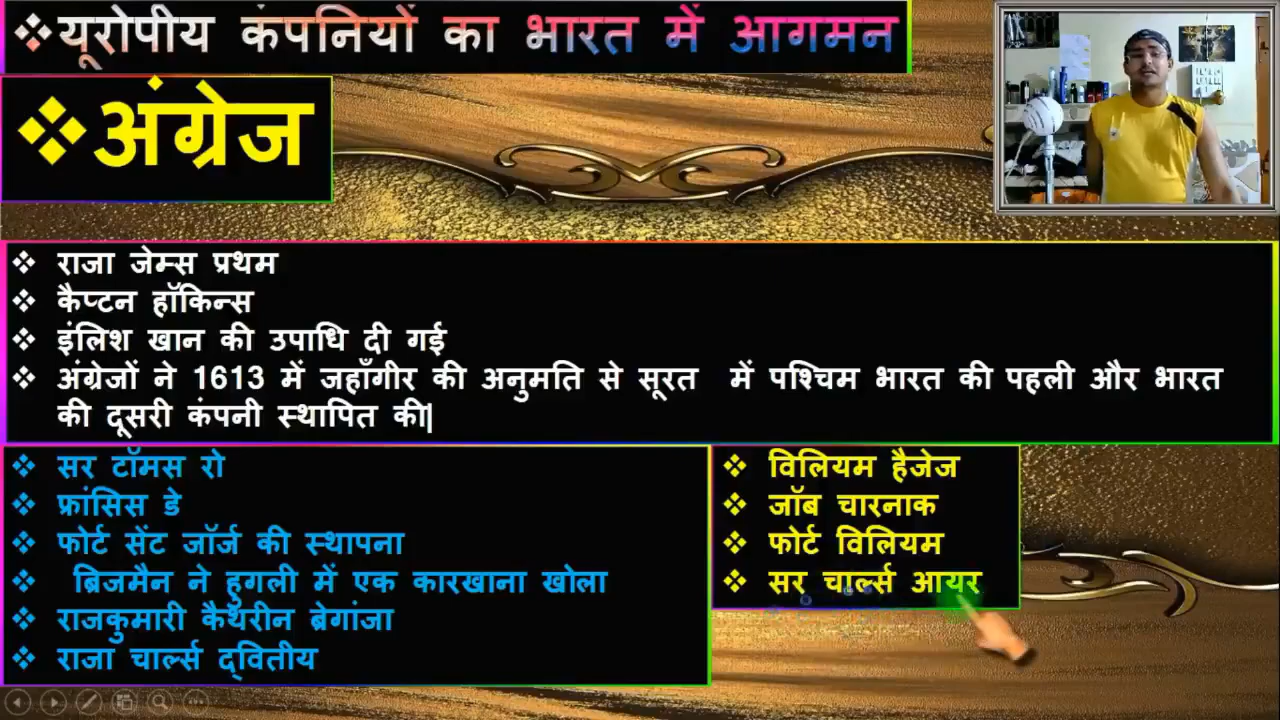 ❖यूरोपीय कंपनियों का भारत में आगमन
❖अंग्रेज
❖ राजा जेम्स प्रथम
❖ कैप्टन हॉकिन्स
❖ इंलिश खान की उपाधि दी गई
❖ अंग्रेजों ने 1613 में जहाँगीर की अनुमति से सूरत में पश्चिम भारत की पहली और भारत
की दूसरी कंपनी स्थापित की|
❖ सर टॉमस रो
❖ फ्रांसिस डे
❖ फोर्ट सेंट जॉर्ज की स्थापना
❖ ब्रिजमैन ने हुगली में एक कारखाना खोला
❖ राजकुमारी कैथरीन ब्रेगांजा
❖ राजा चार्ल्स द्वितीय
❖ विलियम हैजेज
❖ जॉब चारनाक
❖ फोर्ट विलियम
❖ सर चार्ल्स आयर